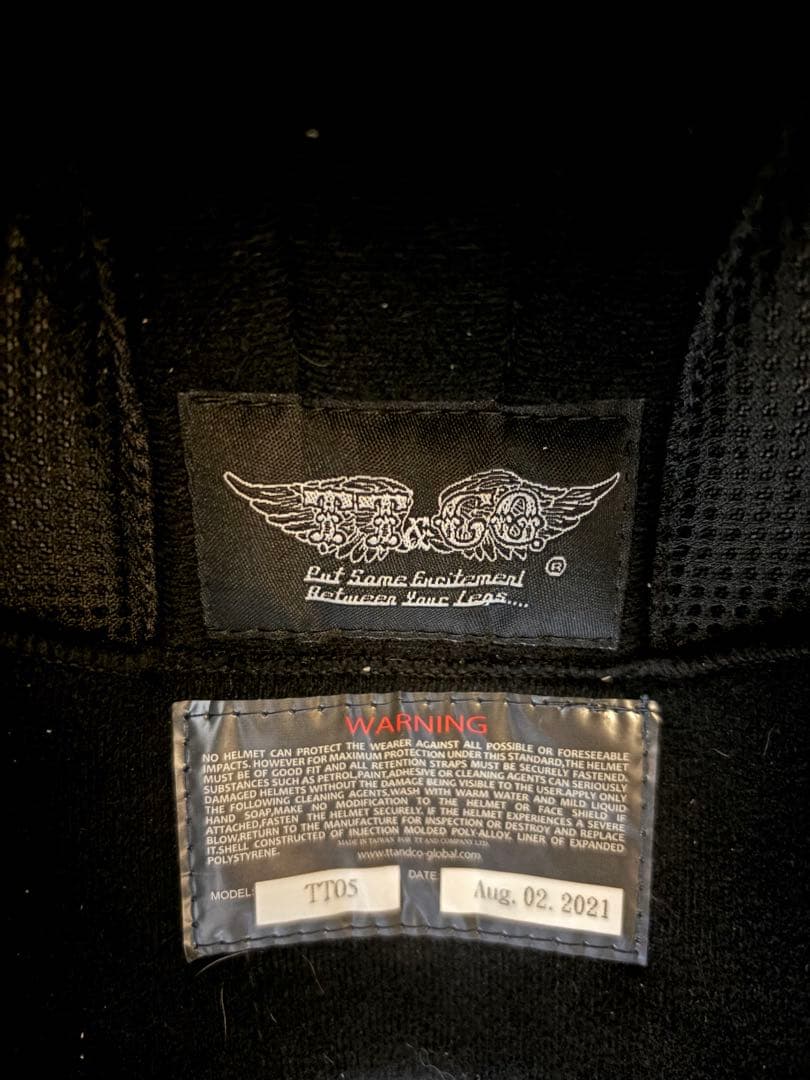 TT&CO.
Put Some Excitement
Between Your Legs....
®
WARNING
NO HELMET CAN PROTECT THE WEARER AGAINST ALL POSSIBLE OR FORESEEABLE
IMPACTS. HOWEVER FOR MAXIMUM PROTECTION UNDER THIS STANDARD,THE HELMET
MUST BE OF GOOD FIT AND ALL RETENTION STRAPS MUST BE SECURELY FASTENED.
SUBSTANCES SUCH AS PETROL,PAINT,ADHESIVE OR CLEANING AGENTS CAN SERIOUSLY
DAMAGED HELMETS WITHOUT THE DAMAGE BEING VISIBLE TO THE USER.APPLY ONLY
THE FOLLOWING CLEANING AGENTS,WASH WITH WARM WATER AND MILD LIQUID
HAND SOAP,MAKE NO MODIFICATION TO THE HELMET OR FACE SHIELD IF
ATTACHED,FASTEN THE HELMET SECURELY. IF THE HELMET EXPERIENCES A SEVERE
BLOW,RETURN TO THE MANUFACTURE FOR INSPECTION OR DESTROY AND REPLACE
IT.SHELL CONSTRUCTED OF INJECTION MOLDED POLY-ALLOY. LINER OF EXPANDED
POLYSTYRENE.
MADE IN TAIWAN FOR TT AND COMPANY LTD.
www.ttandco-global.com
MODEL: TT05 DATE: Aug. 02. 2021